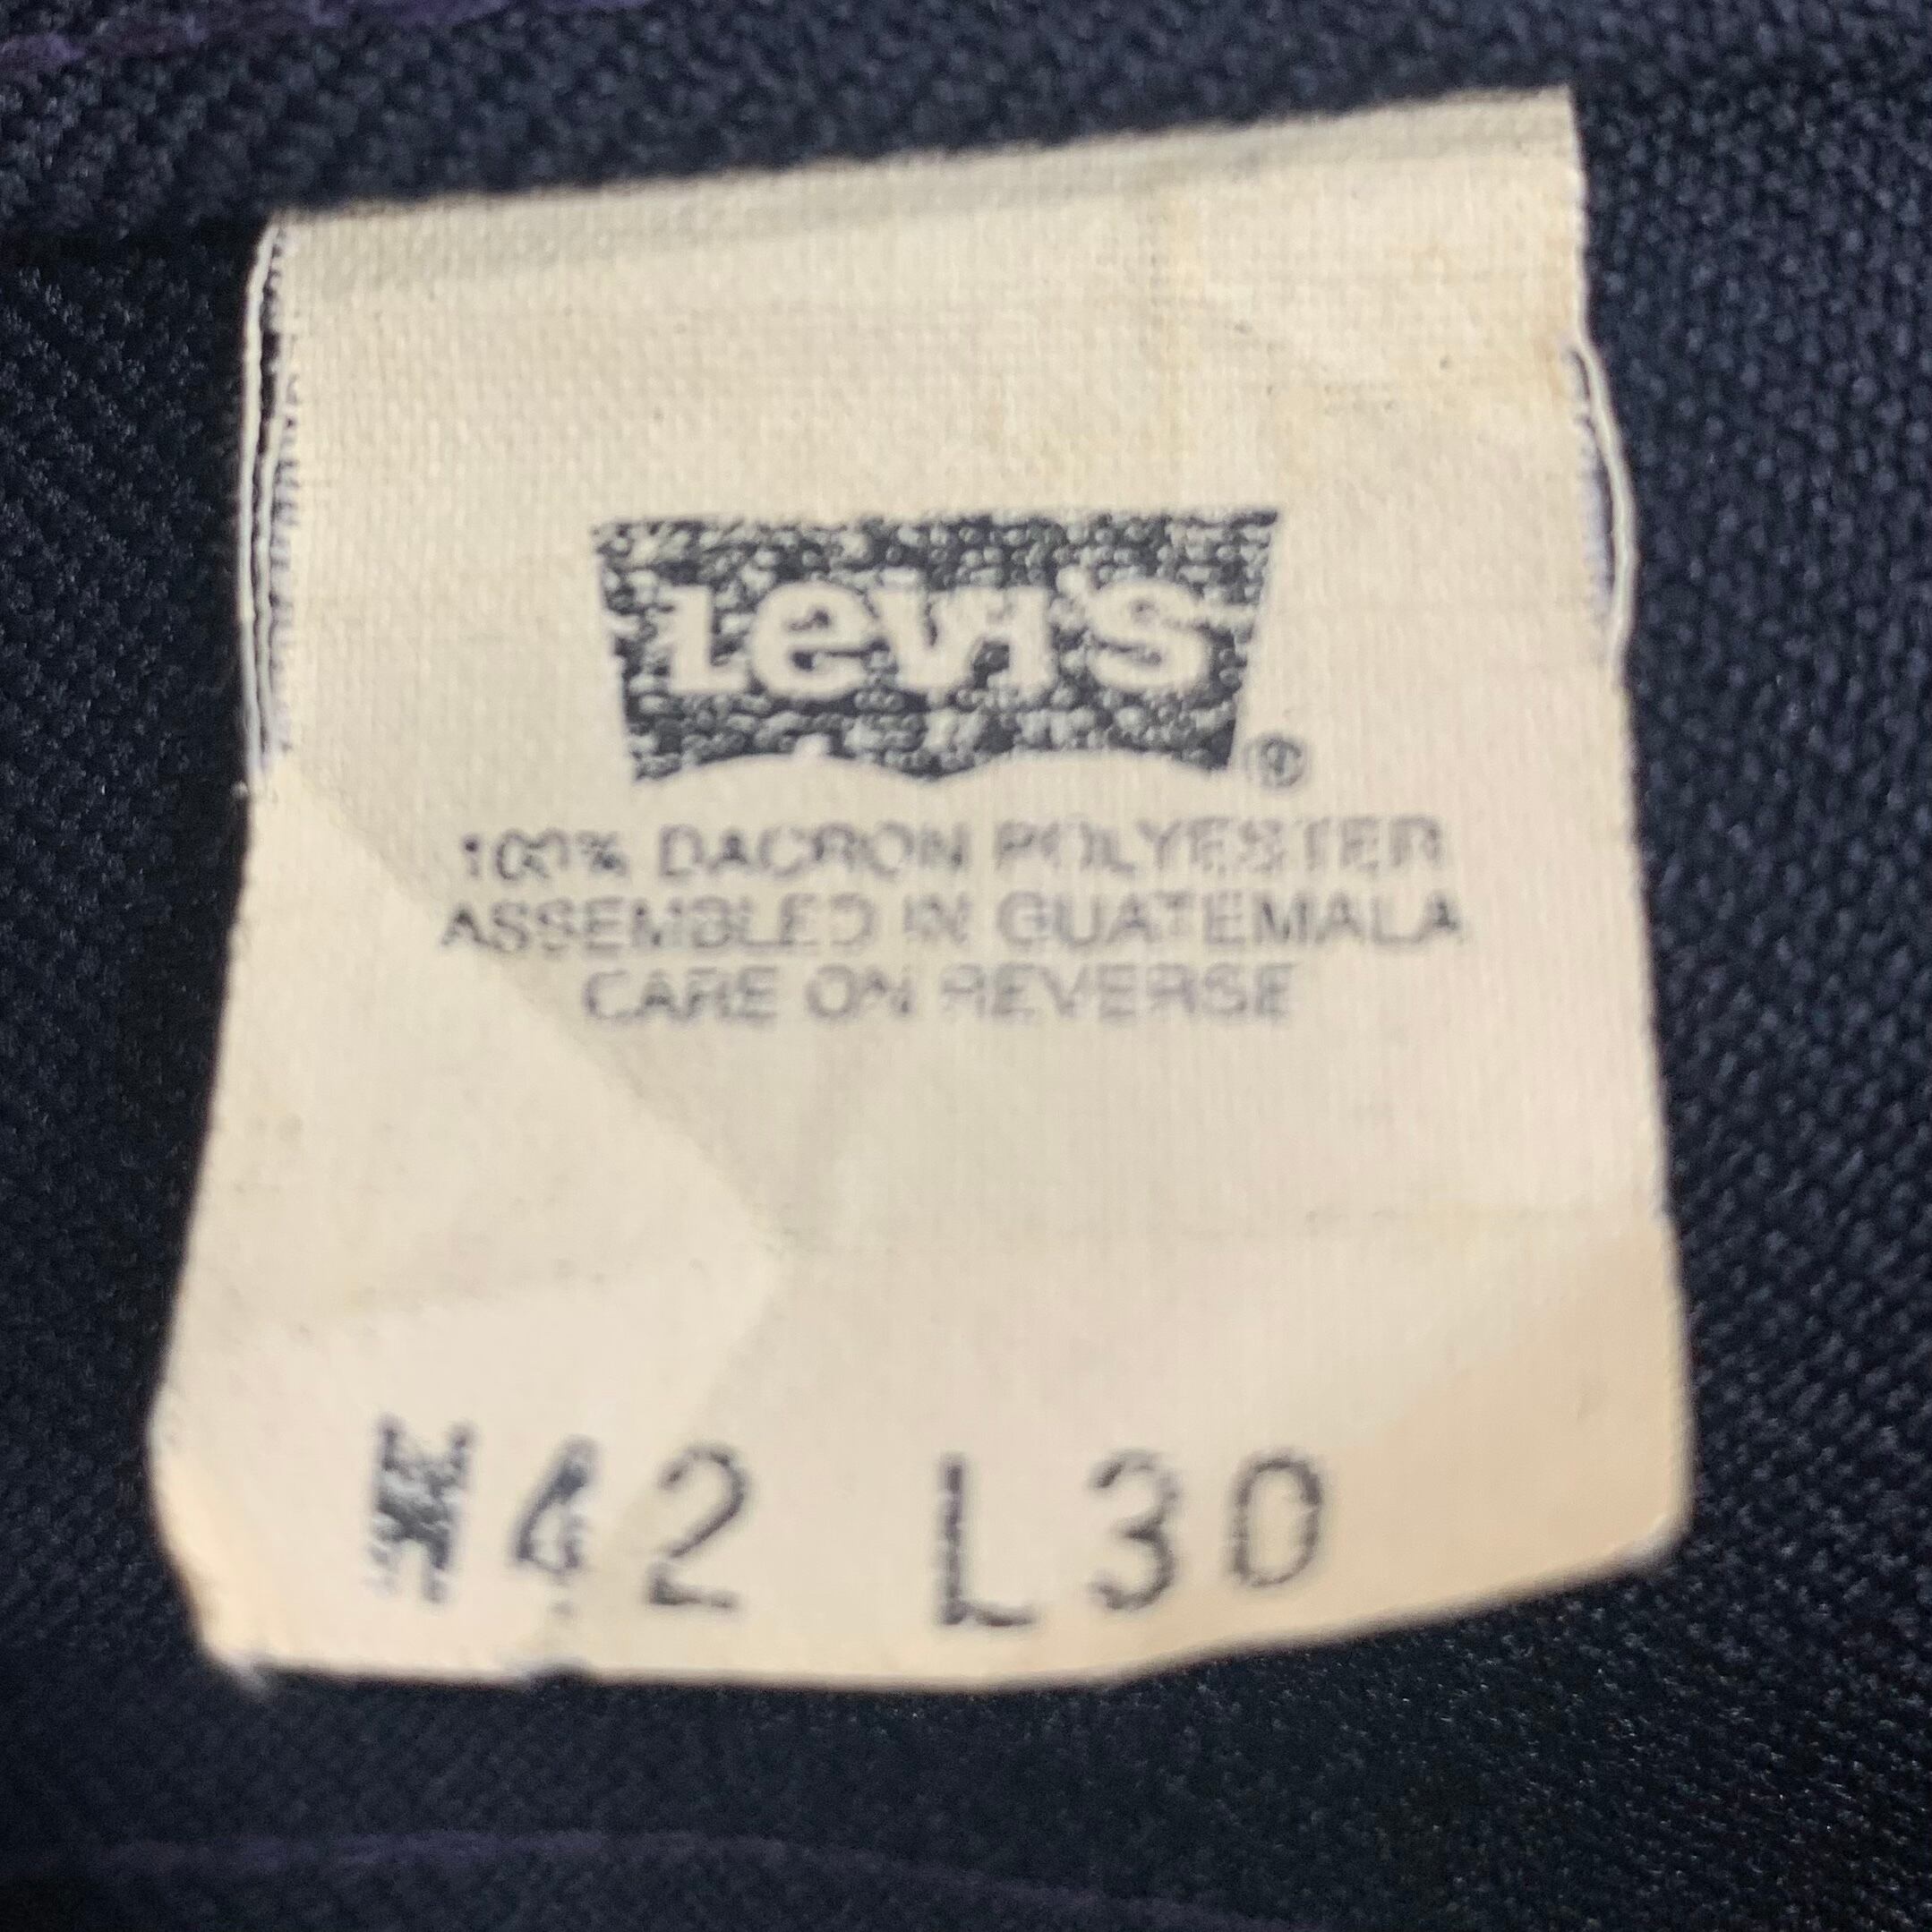 Levi's ®
100% DACRON POLYESTER
ASSEMBLED IN GUATEMALA
CARE ON REVERSE
W42 L30